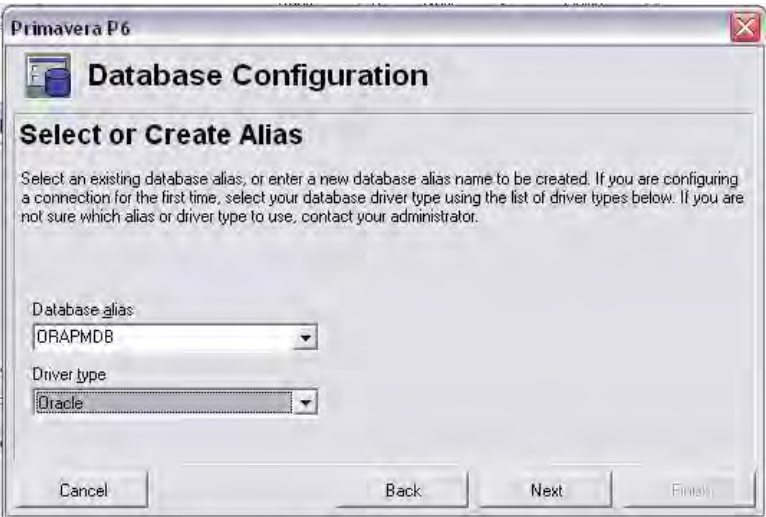 Primavera P6
Database Configuration
Select or Create Alias
Select an existing database alias, or enter a new database alias name to be created. If you are configuring
a connection for the first time, select your database driver type using the list of driver types below. If you are
not sure which alias or driver type to use, contact your administrator.
Database alias
ORAPMDB
Driver type
Oracle
Cancel Back Next Finish